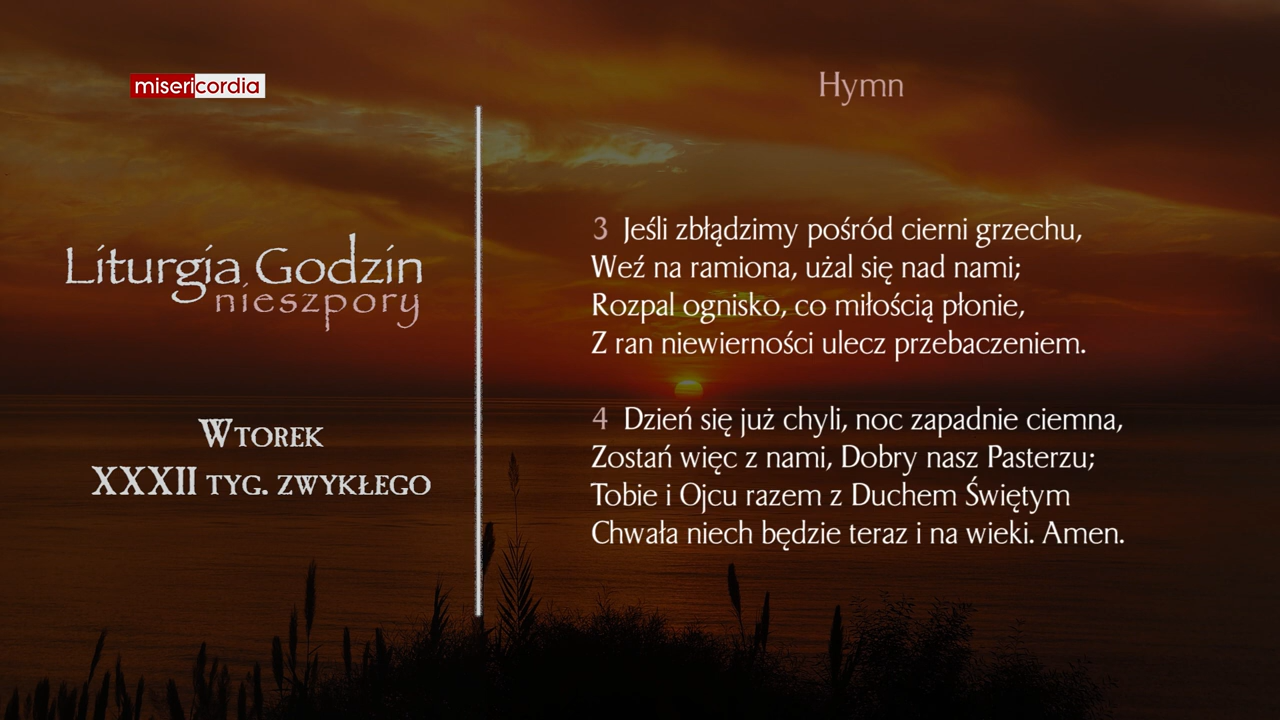 misericordia
Liturgia Godzin
nieszpory
Wtorek
XXXII tyg. zwykłego
Hymn
3 Jeśli zbłądzimy pośród cierni grzechu,
Weź na ramiona, użal się nad nami;
Rozpal ognisko, co miłością płonie,
Z ran niewierności ulecz przebaczeniem.
4 Dzień się już chyli, noc zapadnie ciemna,
Zostań więc z nami, Dobry nasz Pasterzu;
Tobie i Ojcu razem z Duchem Świętym
Chwała niech będzie teraz i na wieki. Amen.